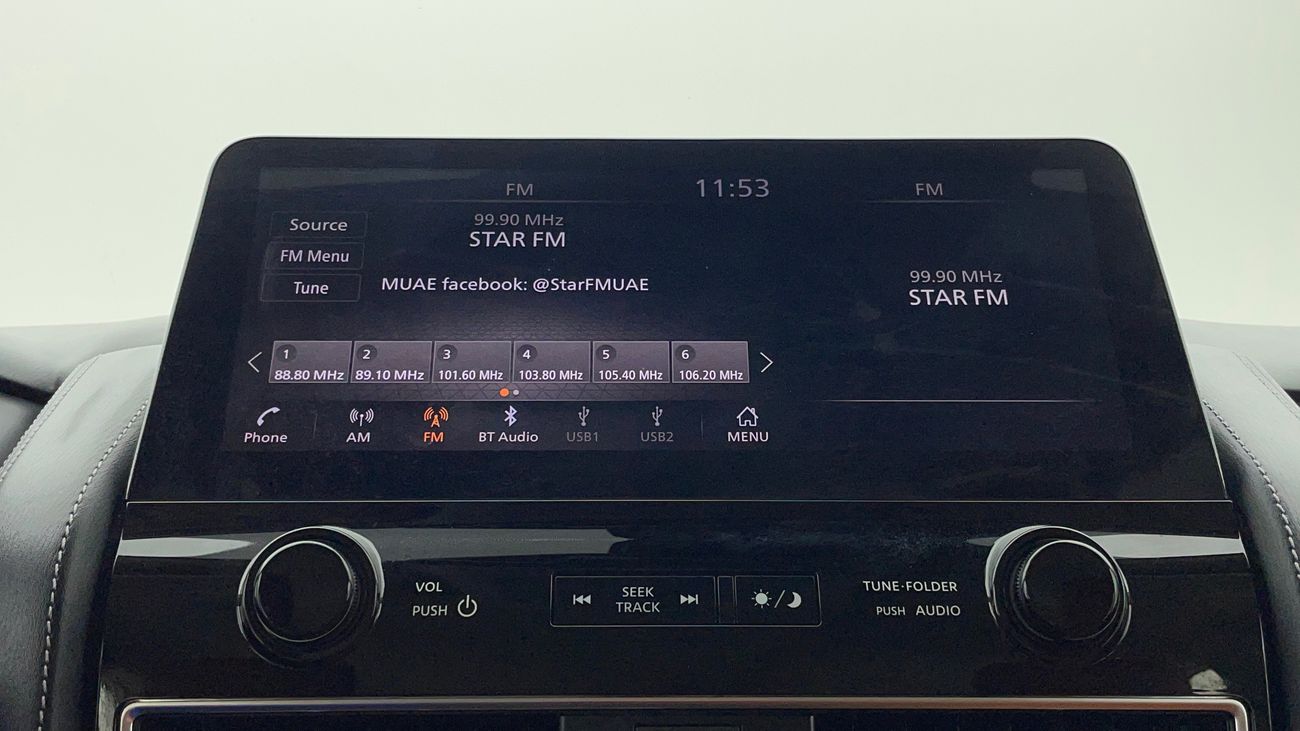 FM
11:53
FM
Source
99.90 MHz
STAR FM
FM Menu
Tune
MUAE facebook: @StarFMUAE
99.90 MHz
STAR FM
1 2 3 4 5 6
88.80 MHz 89.10 MHz 101.60 MHz 103.80 MHz 105.40 MHz 106.20 MHz
Phone AM FM BT Audio USB1 USB2 MENU
VOL
PUSH
SEEK
TRACK
TUNE·FOLDER
PUSH AUDIO